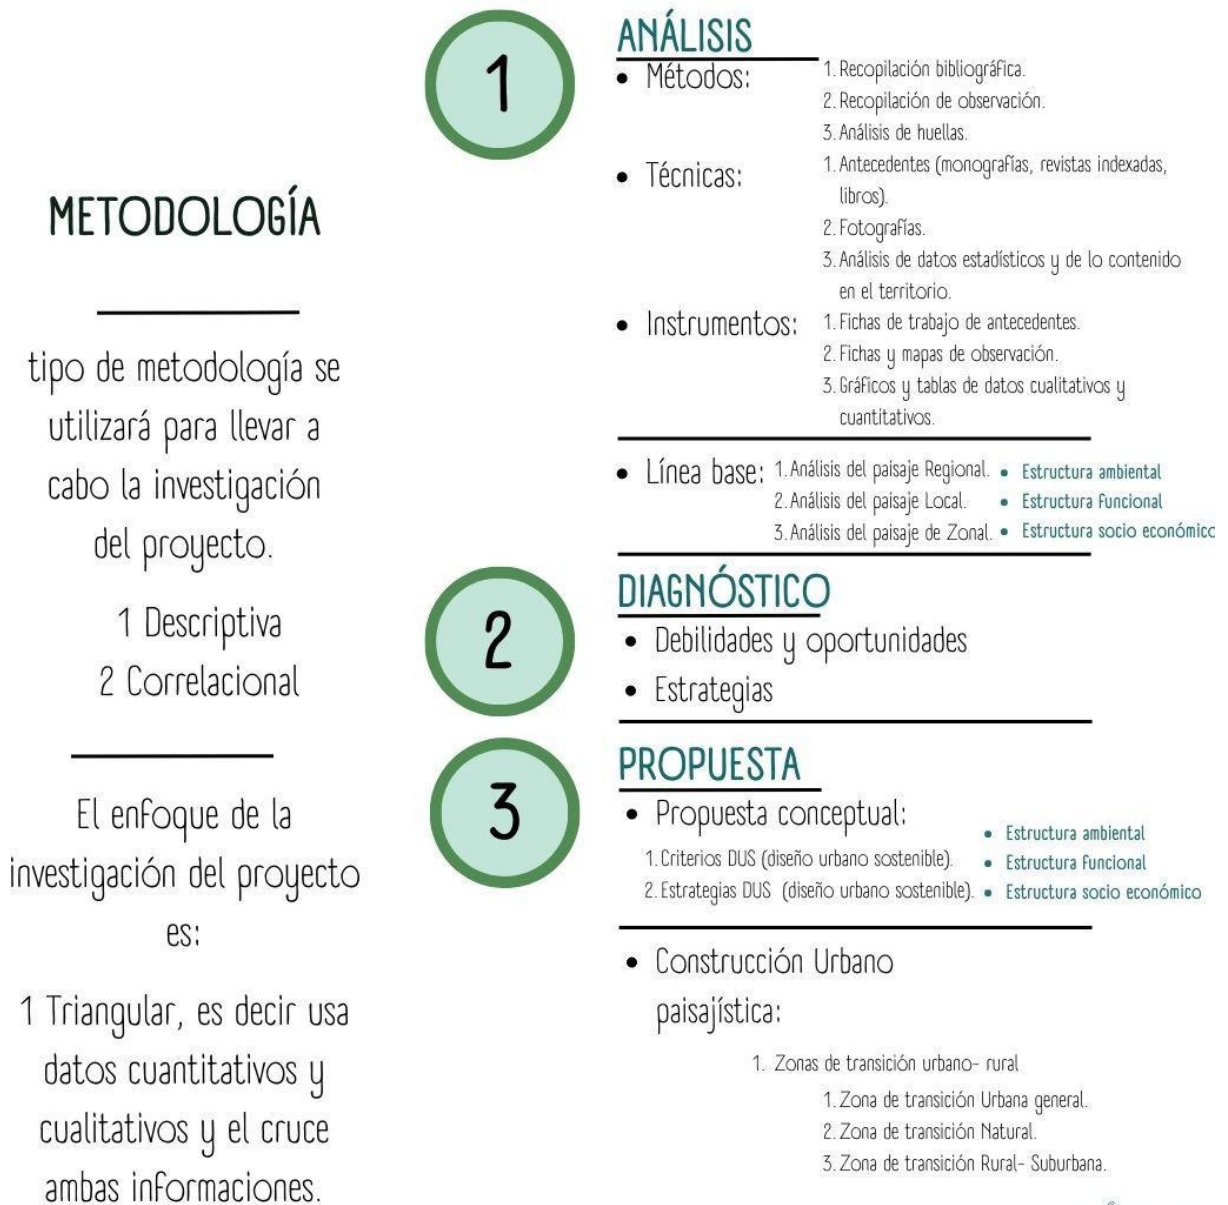 METODOLOGÍA
tipo de metodología se
utilizará para llevar a
cabo la investigación
del proyecto.
1 Descriptiva
2 Correlacional
El enfoque de la
investigación del proyecto
es:
1 Triangular, es decir usa
datos cuantitativos y
cualitativos y el cruce
ambas informaciones.
1
ANÁLISIS
• Métodos:
1. Recopilación bibliográfica.
2. Recopilación de observación.
3. Análisis de huellas.
• Técnicas:
1. Antecedentes (monografías, revistas indexadas,
libros).
2. Fotografías.
3. Análisis de datos estadísticos y de lo contenido
en el territorio.
• Instrumentos:
1. Fichas de trabajo de antecedentes.
2. Fichas y mapas de observación.
3. Gráficos y tablas de datos cualitativos y
cuantitativos.
• Línea base:
1. Análisis del paisaje Regional.
2. Análisis del paisaje Local.
3. Análisis del paisaje de Zonal.
• Estructura ambiental
• Estructura funcional
• Estructura socio económico
2
DIAGNÓSTICO
• Debilidades y oportunidades
• Estrategias
3
PROPUESTA
• Propuesta conceptual:
1. Criterios DUS (diseño urbano sostenible).
2. Estrategias DUS (diseño urbano sostenible).
• Estructura ambiental
• Estructura funcional
• Estructura socio económico
• Construcción Urbano
paisajística:
1. Zonas de transición urbano- rural
1. Zona de transición Urbana general.
2. Zona de transición Natural.
3. Zona de transición Rural- Suburbana.